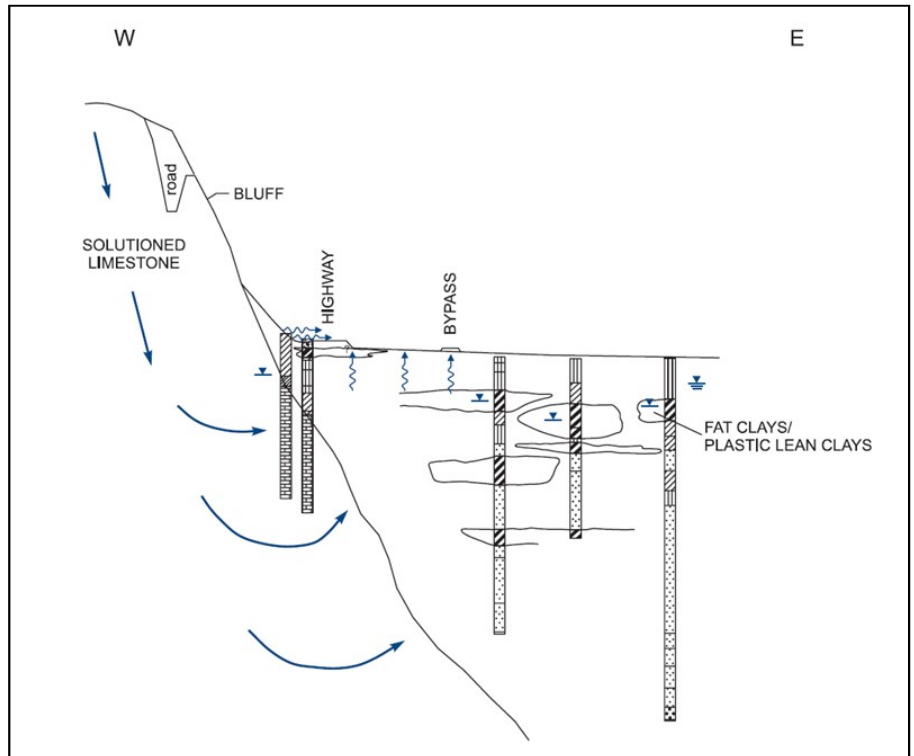 W
E
road
BLUFF
SOLUTIONED
LIMESTONE
HIGHWAY
BYPASS
FAT CLAYS/
PLASTIC LEAN CLAYS